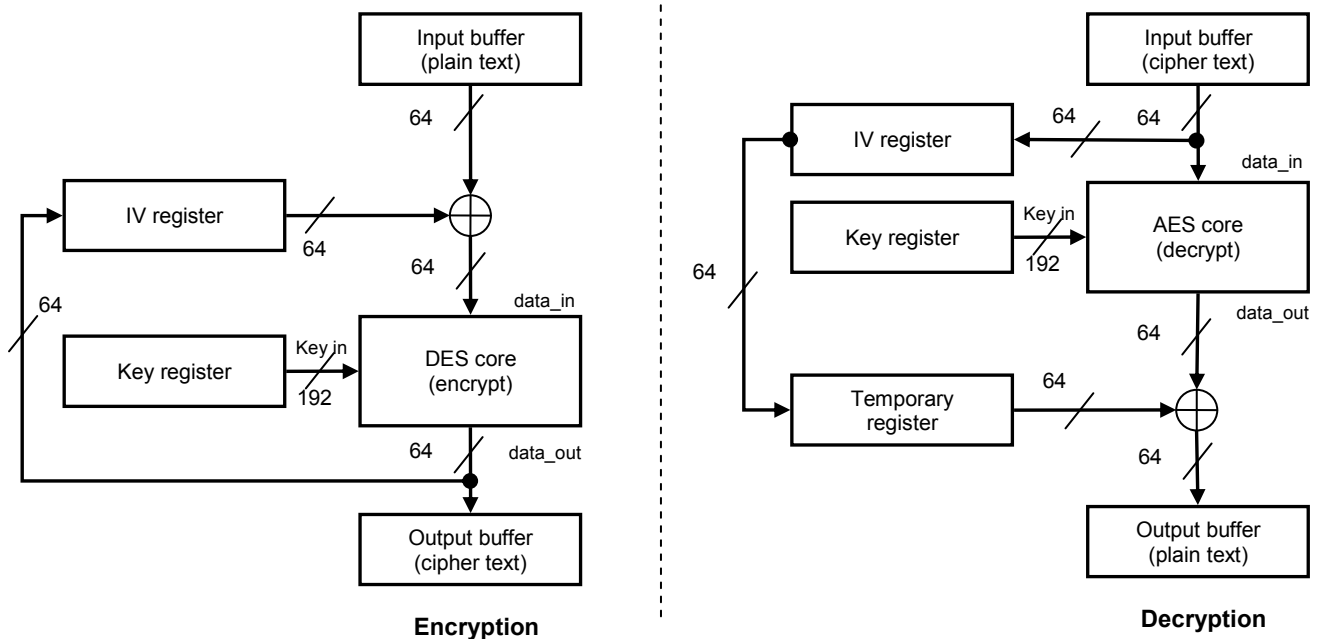 Input buffer
(plain text)
64
IV register
64
64
64
data_in
Key register
Key in
192
DES core
(encrypt)
64
data_out
Output buffer
(cipher text)
Encryption
Input buffer
(cipher text)
64
64
IV register
data_in
Key register
Key in
192
AES core
(decrypt)
64
data_out
64
Temporary
register
64
64
Output buffer
(plain text)
Decryption